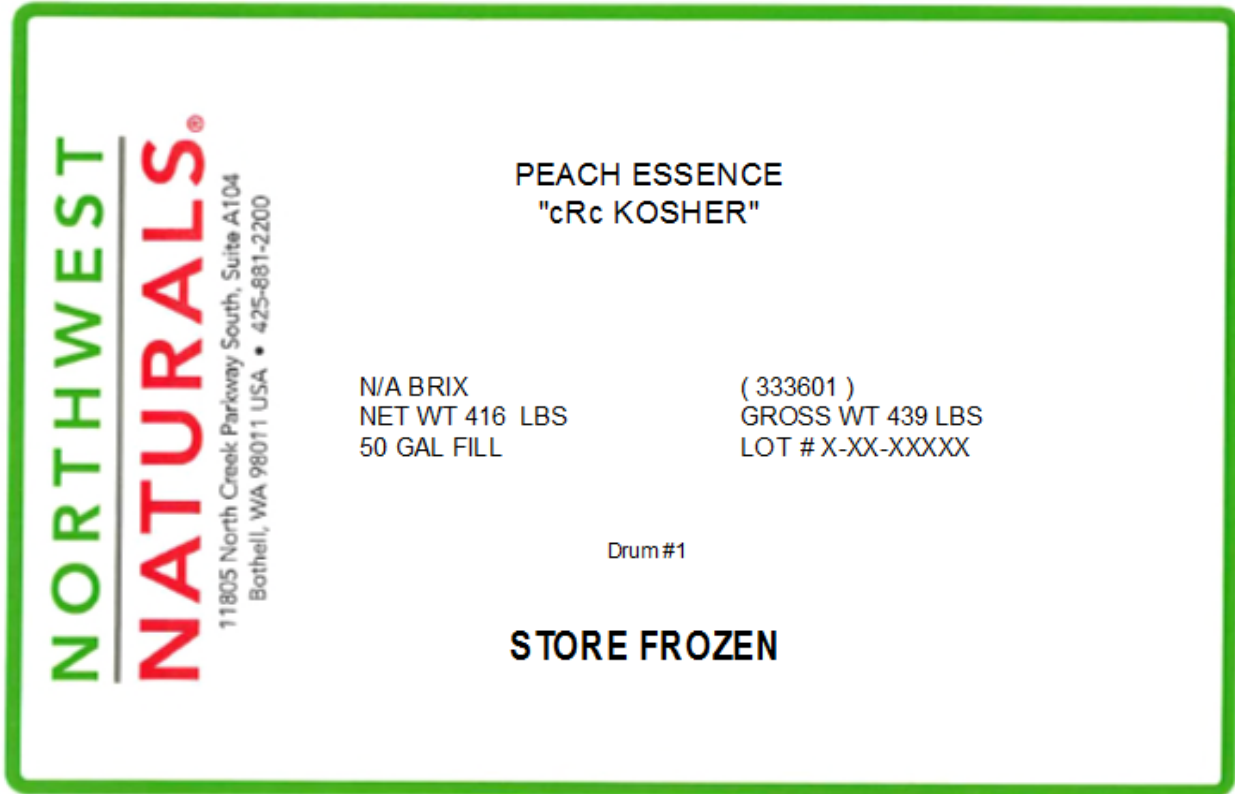 NORTHWEST
NATURALS®
11805 North Creek Parkway South, Suite A104
Bothell, WA 98011 USA • 425-881-2200
PEACH ESSENCE
"cRc KOSHER"
N/A BRIX
NET WT 416 LBS
50 GAL FILL
( 333601 )
GROSS WT 439 LBS
LOT # X-XX-XXXXX
Drum #1
STORE FROZEN